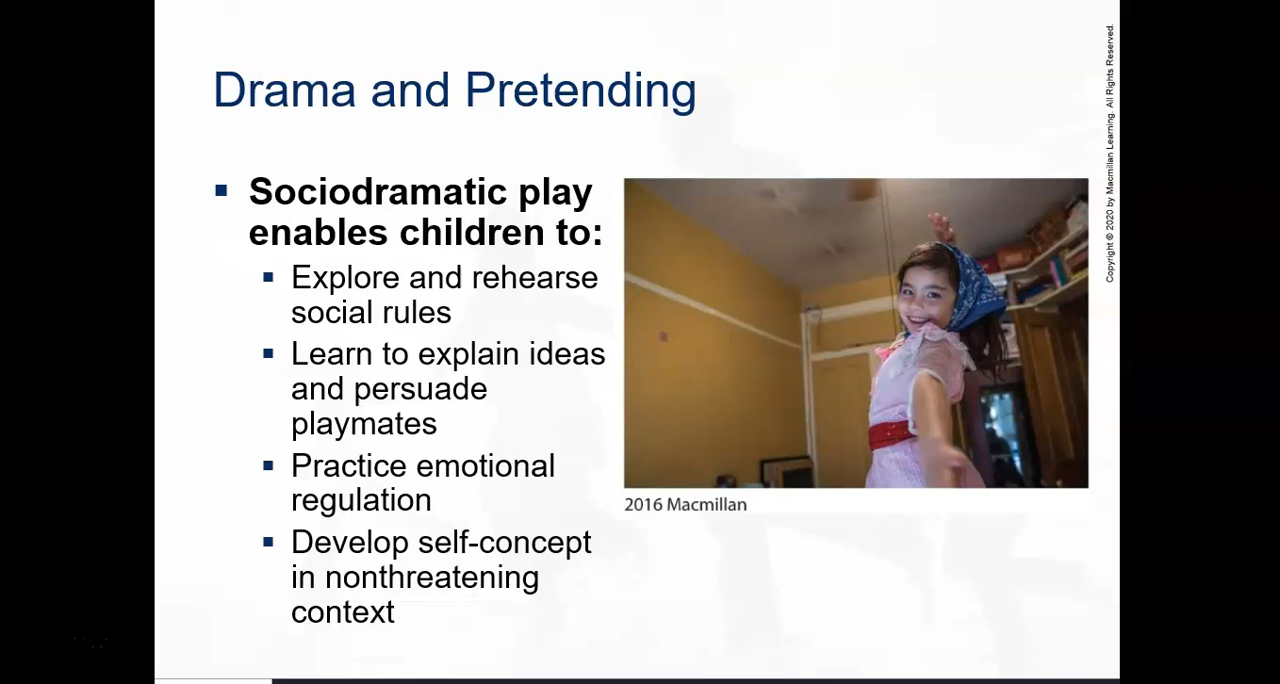 Drama and Pretending
Sociodramatic play
enables children to:
Explore and rehearse
social rules
Learn to explain ideas
and persuade
playmates
Practice emotional
regulation
Develop self-concept
in nonthreatening
context
2016 Macmillan
Copyright © 2020 by Macmillan Learning. All Rights Reserved.